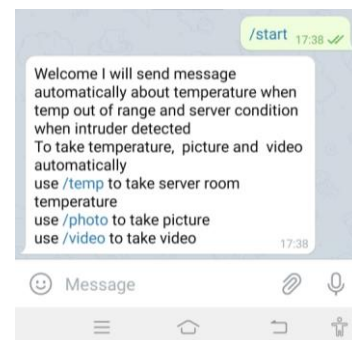 /start 17:38
Welcome I will send message
automatically about temperature when
temp out of range and server condition
when intruder detected
To take temperature, picture and video
automatically
use /temp to take server room
temperature
use /photo to take picture
use /video to take video
17:38
Message